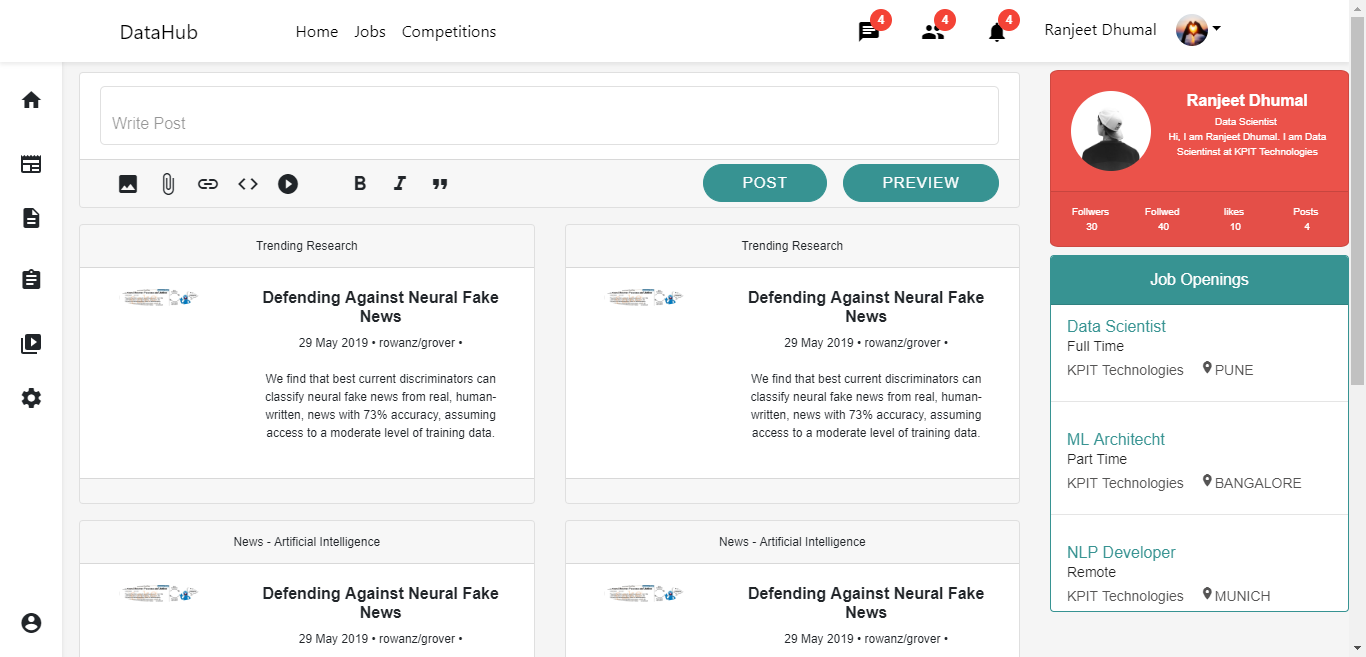 DataHub
Home Jobs Competitions
4
4
4
Ranjeet Dhumal
Write Post
B I
POST
PREVIEW
Trending Research
Defending Against Neural Fake
News
29 May 2019 • rowanz/grover •
We find that best current discriminators can
classify neural fake news from real, human-
written, news with 73% accuracy, assuming
access to a moderate level of training data.
Trending Research
Defending Against Neural Fake
News
29 May 2019 • rowanz/grover •
We find that best current discriminators can
classify neural fake news from real, human-
written, news with 73% accuracy, assuming
access to a moderate level of training data.
News - Artificial Intelligence
Defending Against Neural Fake
News
29 May 2019 • rowanz/grover •
News - Artificial Intelligence
Defending Against Neural Fake
News
29 May 2019 • rowanz/grover •
Ranjeet Dhumal
Data Scientist
Hi, I am Ranjeet Dhumal. I am Data
Scientinst at KPIT Technologies
Follwers Follwed likes Posts
30 40 10 4
Job Openings
Data Scientist
Full Time
KPIT Technologies PUNE
ML Architecht
Part Time
KPIT Technologies BANGALORE
NLP Developer
Remote
KPIT Technologies MUNICH